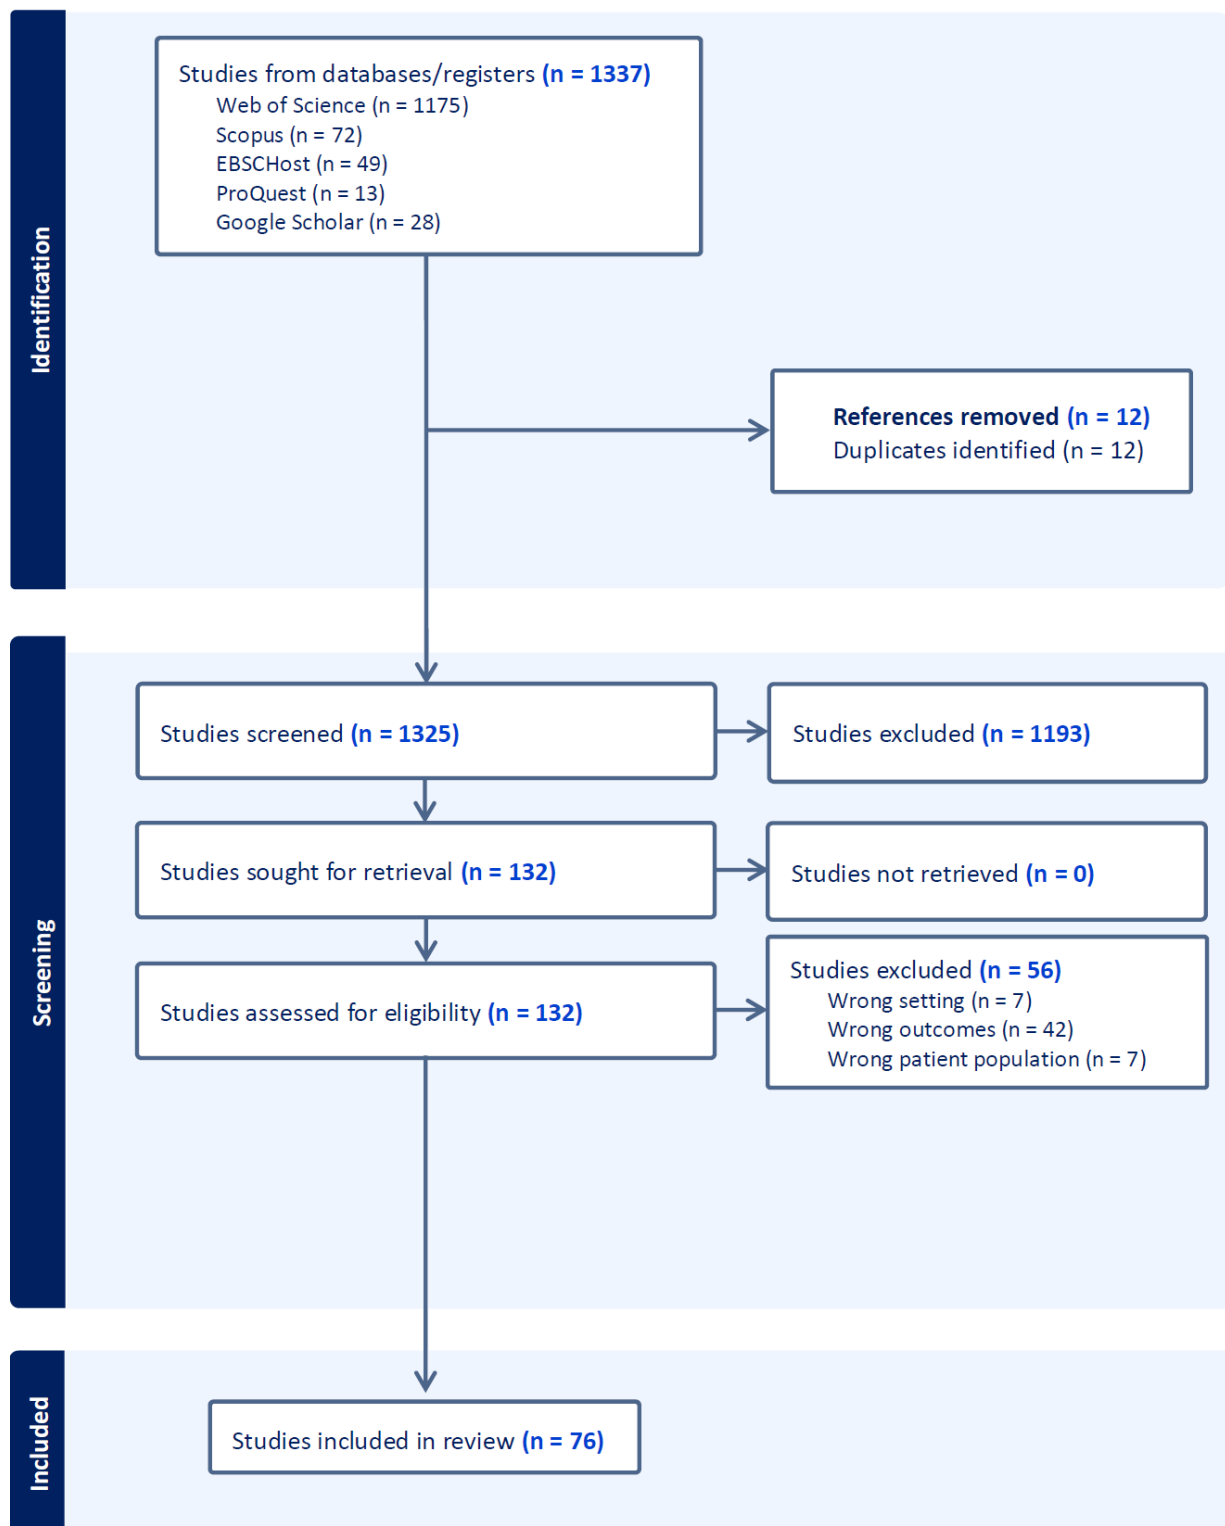 Identification
Studies from databases/registers (n = 1337)
Web of Science (n = 1175)
Scopus (n = 72)
EBSCHost (n = 49)
ProQuest (n = 13)
Google Scholar (n = 28)
References removed (n = 12)
Duplicates identified (n = 12)
Screening
Studies screened (n = 1325)
Studies excluded (n = 1193)
Studies sought for retrieval (n = 132)
Studies not retrieved (n = 0)
Studies assessed for eligibility (n = 132)
Studies excluded (n = 56)
Wrong setting (n = 7)
Wrong outcomes (n = 42)
Wrong patient population (n = 7)
Included
Studies included in review (n = 76)